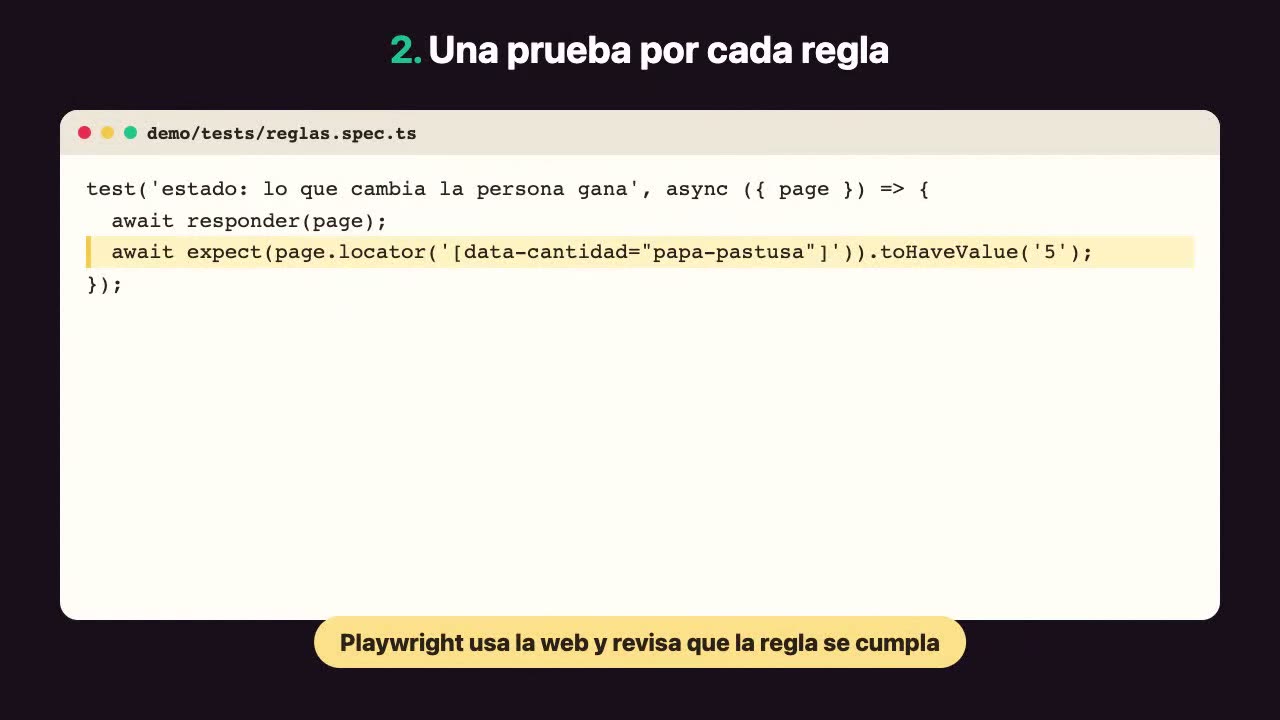 2. Una prueba por cada regla
demo/tests/reglas.spec.ts
test('estado: lo que cambia la persona gana', async ({ page }) => {
  await responder(page);
  await expect(page.locator('[data-cantidad="papa-pastusa"]')).toHaveValue('5');
});
Playwright usa la web y revisa que la regla se cumpla